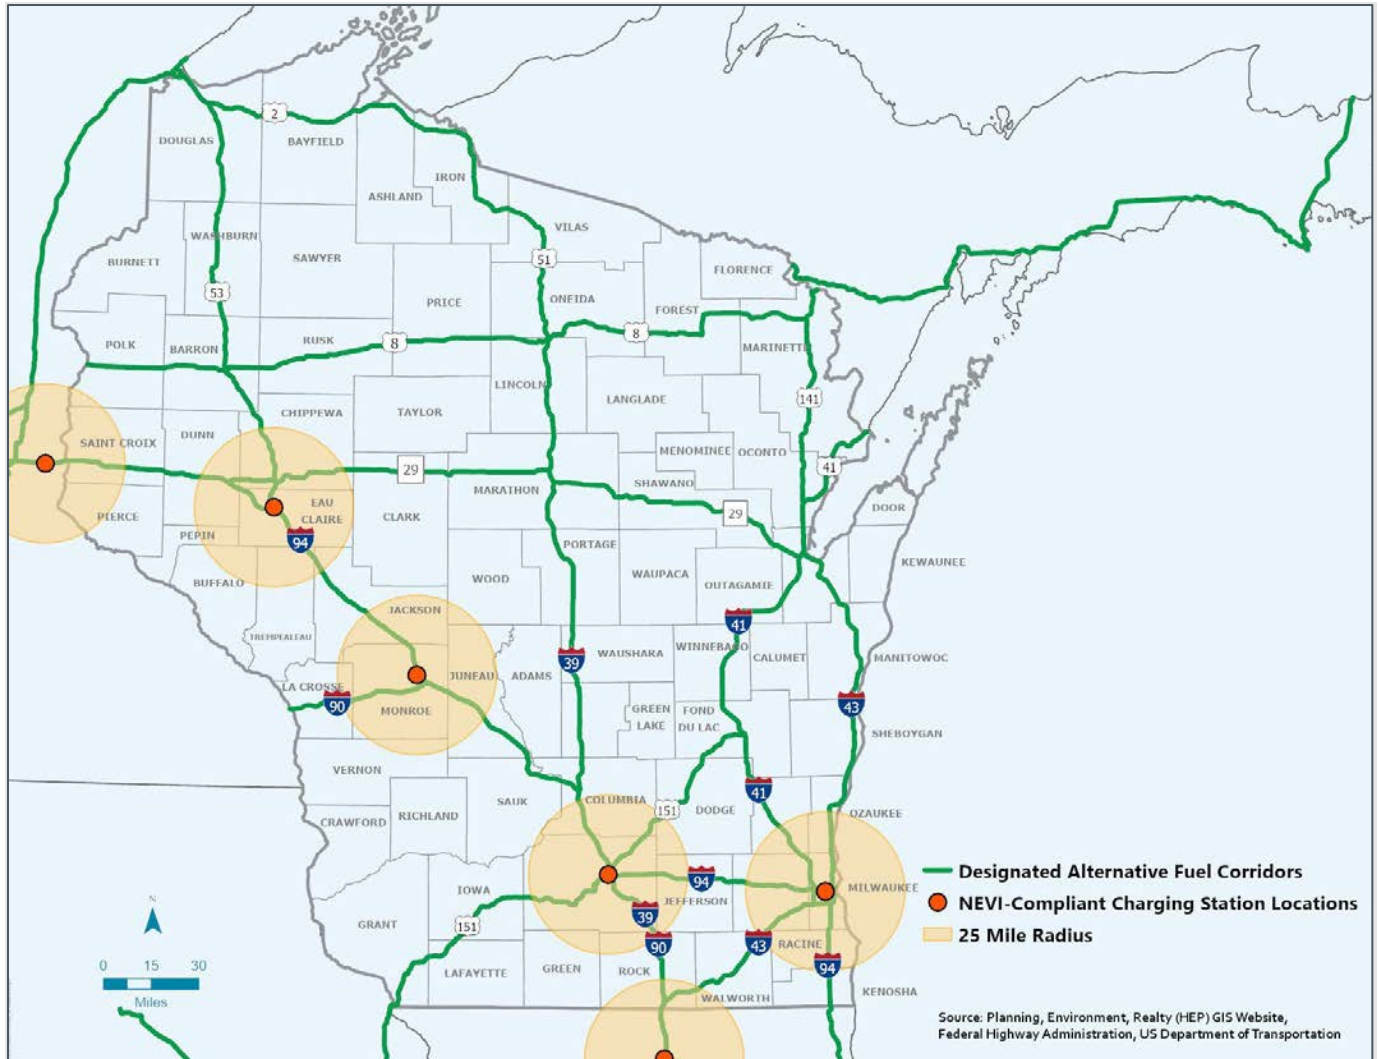 2
DOUGLAS
BAYFIELD
IRON
ASHLAND
VILAS
WASHBURN
SAWYER
BURNETT
51
FLORENCE
53
PRICE
ONEIDA
FOREST
8
8
RUSK
POLK
BARRON
MARINETTE
LINCOLN
141
LANGLADE
CHIPPEWA
TAYLOR
DUNN
SAINT CROIX
MENOMINEE
OCONTO
41
29
SHAWANO
MARATHON
EAU
CLAIRE
DOOR
29
PIERCE
CLARK
PEPIN
94
PORTAGE
KEWAUNEE
WAUPACA
WOOD
BUFFALO
OUTAGAMIE
JACKSON
41
TREMPEALEAU
WINNEBAGO
WAUSHARA
39
CALUMET
MANITOWOC
JUNEAU
ADAMS
LA CROSSE
90
MONROE
GREEN
LAKE
FOND
DU LAC
43
SHEBOYGAN
VERNON
41
SAUK
COLUMBIA
151
DODGE
OZAUKEE
RICHLAND
CRAWFORD
94
MILWAUKEE
IOWA
JEFFERSON
39
GRANT
151
90
43
RACINE
94
LAFAYETTE
GREEN
ROCK
WALWORTH
KENOSHA
N
0 15 30
Miles
Designated Alternative Fuel Corridors
NEVI-Compliant Charging Station Locations
25 Mile Radius
Source: Planning, Environment, Realty (HEP) GIS Website,
Federal Highway Administration, US Department of Transportation